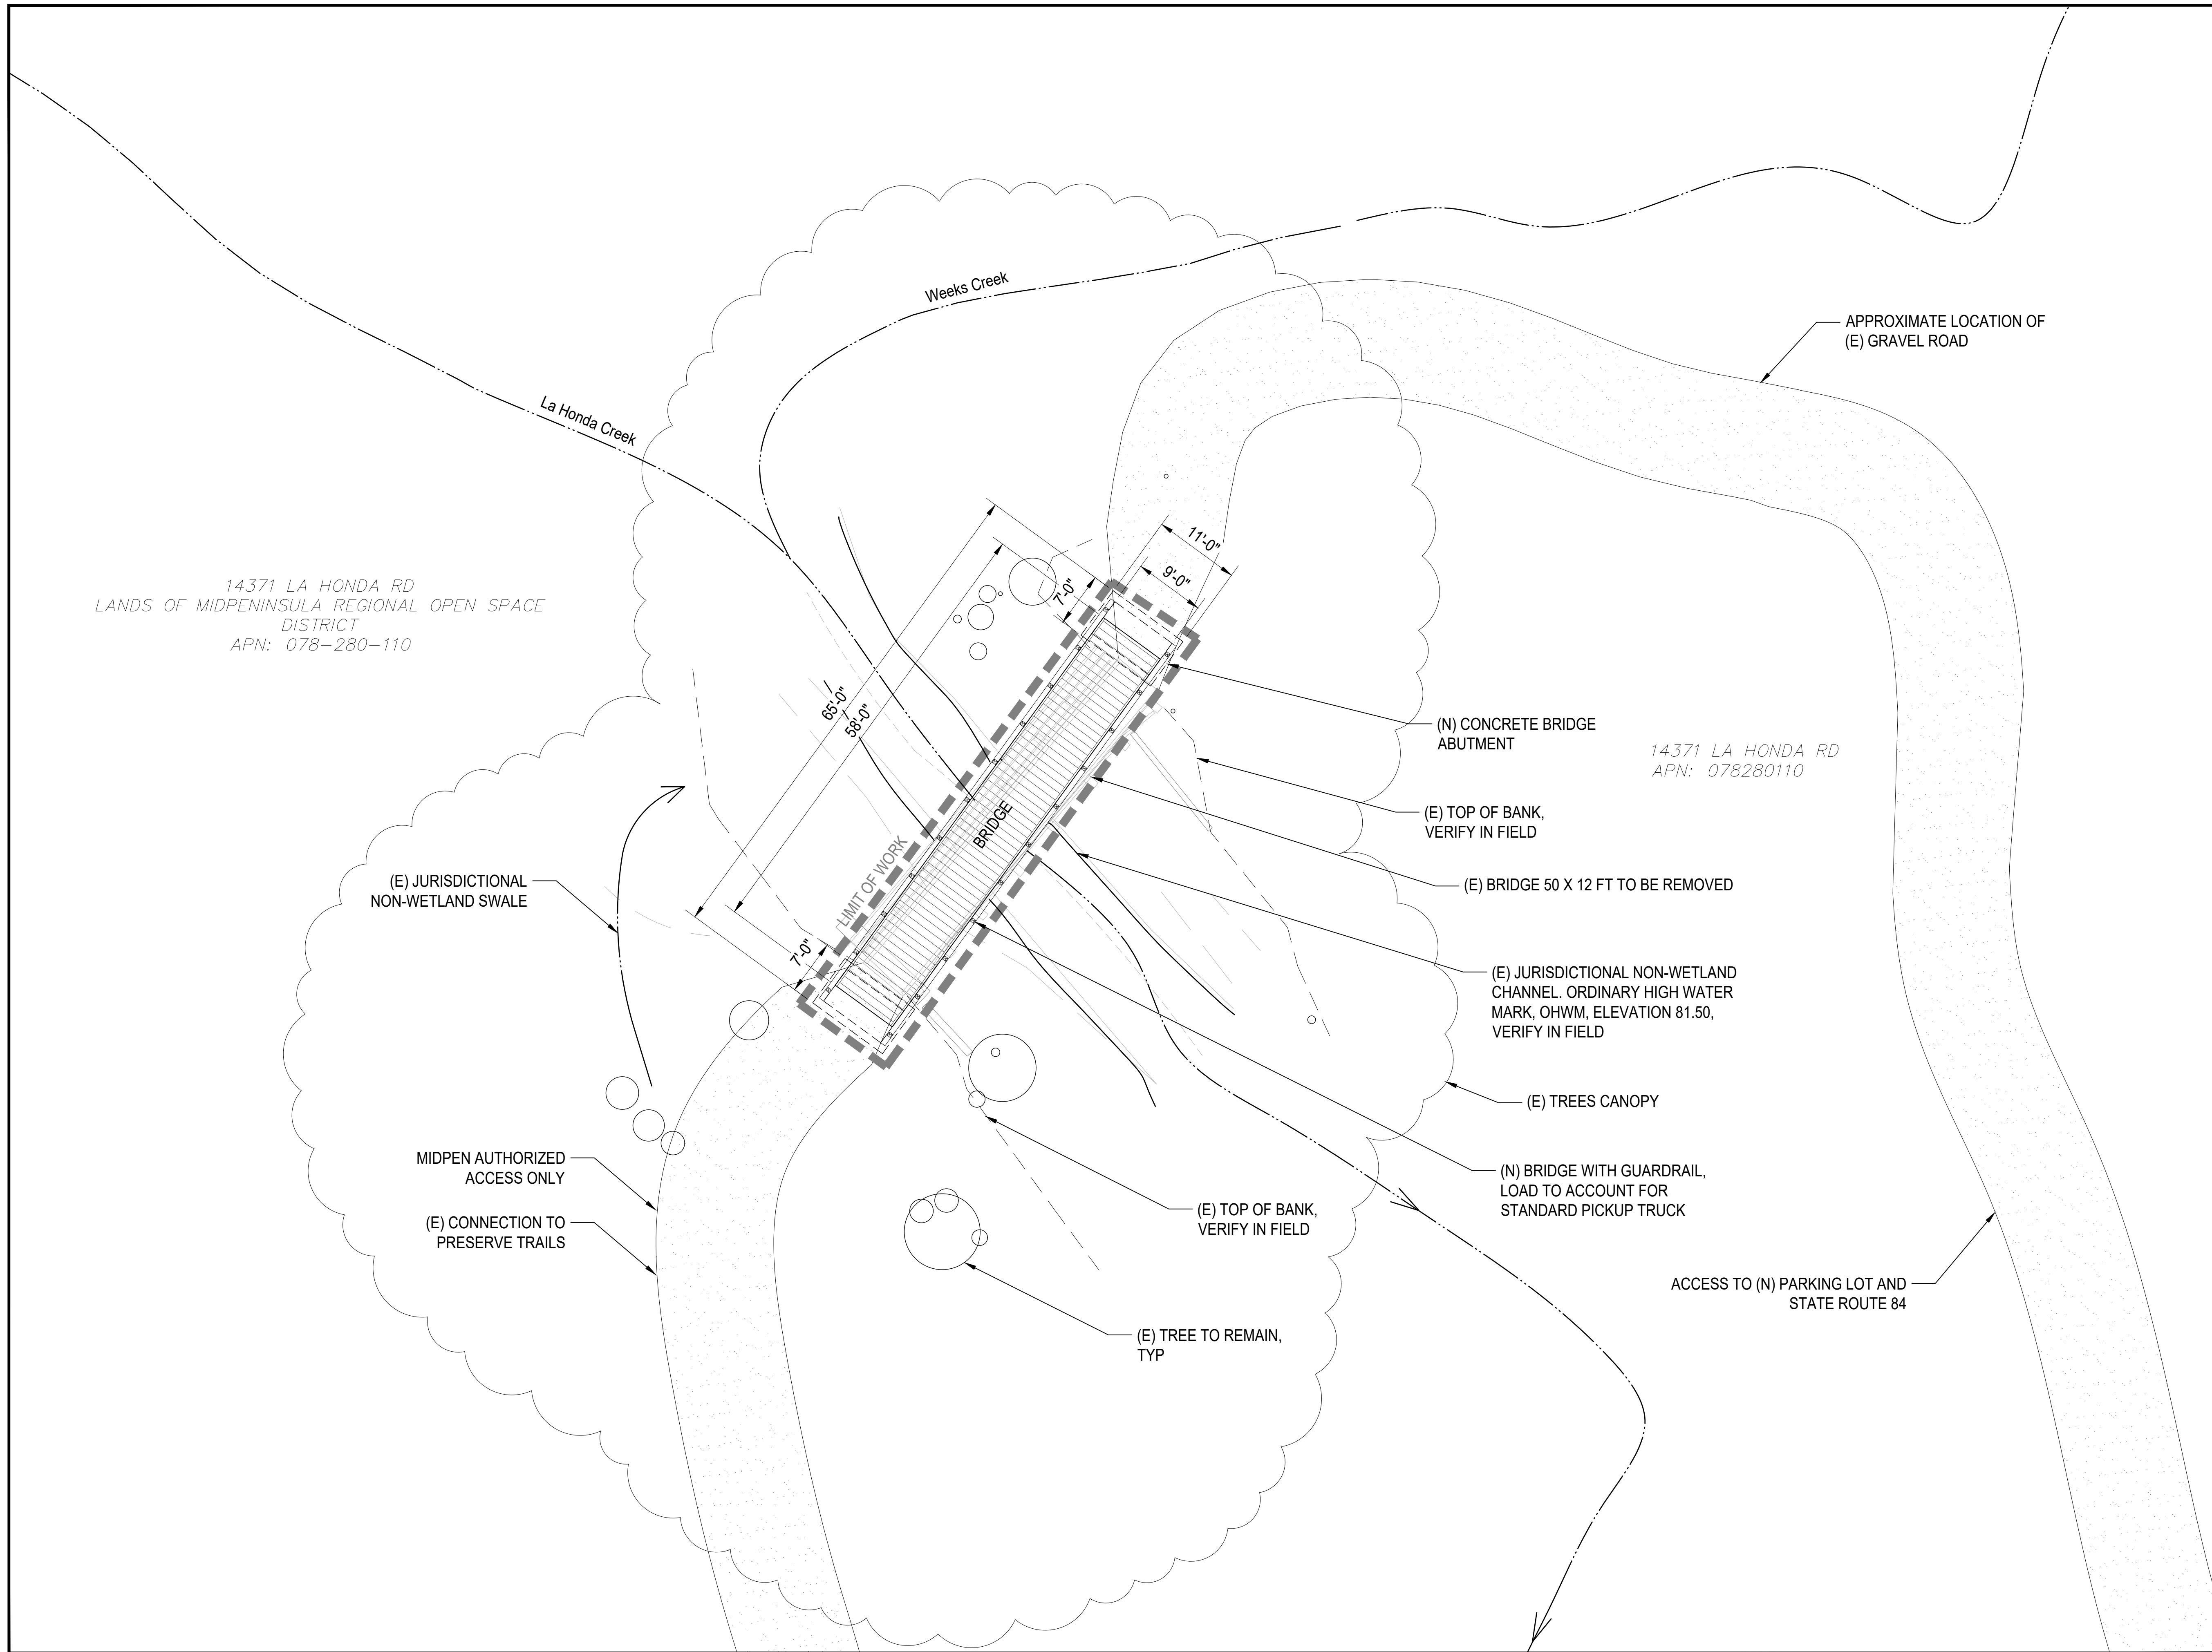 Weeks Creek
APPROXIMATE LOCATION OF
(E) GRAVEL ROAD
La Honda Creek
14371 LA HONDA RD
LANDS OF MIDPENINSULA REGIONAL OPEN SPACE
DISTRICT
APN: 078-280-110
11'-0"
9'-0"
7'-0"
65'-0"
58'-0"
(N) CONCRETE BRIDGE
ABUTMENT
14371 LA HONDA RD
APN: 078280110
BRIDGE
LIMIT OF WORK
(E) TOP OF BANK,
VERIFY IN FIELD
(E) JURISDICTIONAL
NON-WETLAND SWALE
(E) BRIDGE 50 X 12 FT TO BE REMOVED
7'-0"
(E) JURISDICTIONAL NON-WETLAND
CHANNEL. ORDINARY HIGH WATER
MARK, OHWM, ELEVATION 81.50,
VERIFY IN FIELD
(E) TREES CANOPY
MIDPEN AUTHORIZED
ACCESS ONLY
(N) BRIDGE WITH GUARDRAIL,
LOAD TO ACCOUNT FOR
STANDARD PICKUP TRUCK
(E) CONNECTION TO
PRESERVE TRAILS
(E) TOP OF BANK,
VERIFY IN FIELD
ACCESS TO (N) PARKING LOT AND
STATE ROUTE 84
(E) TREE TO REMAIN,
TYP